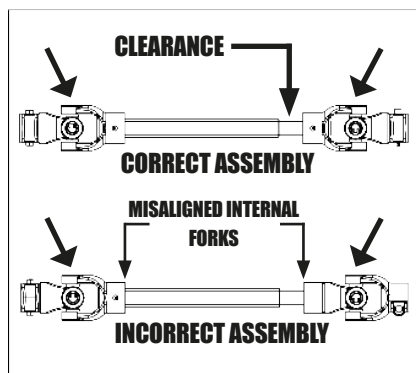 CLEARANCE
CORRECT ASSEMBLY
MISALIGNED INTERNAL
FORKS
INCORRECT ASSEMBLY